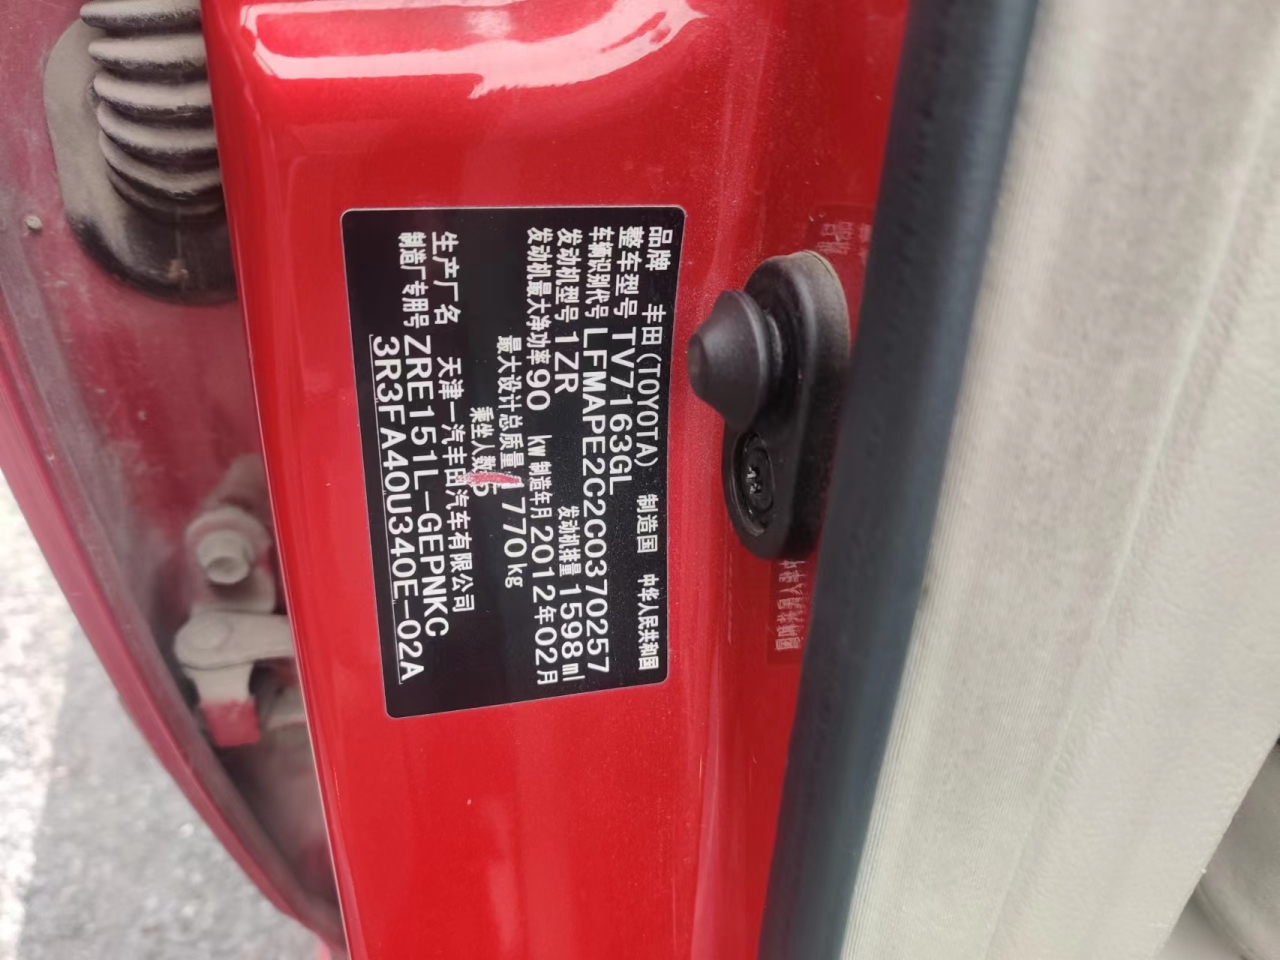 品牌 丰田(TOYOTA) 制造国 中华人民共和国
整车型号 TV7163GL
车辆识别代号 LFMAPE2C2C0370257
发动机型号 1ZR 发动机排量 1598ml
发动机最大净功率 90 kW 制造年月 2012年02月
最大设计总质量 1770kg
乘坐人数 5
生产厂名 天津一汽丰田汽车有限公司
制造厂专用号 ZRE151L-GEPNKC
3R3FA40U340E-02A